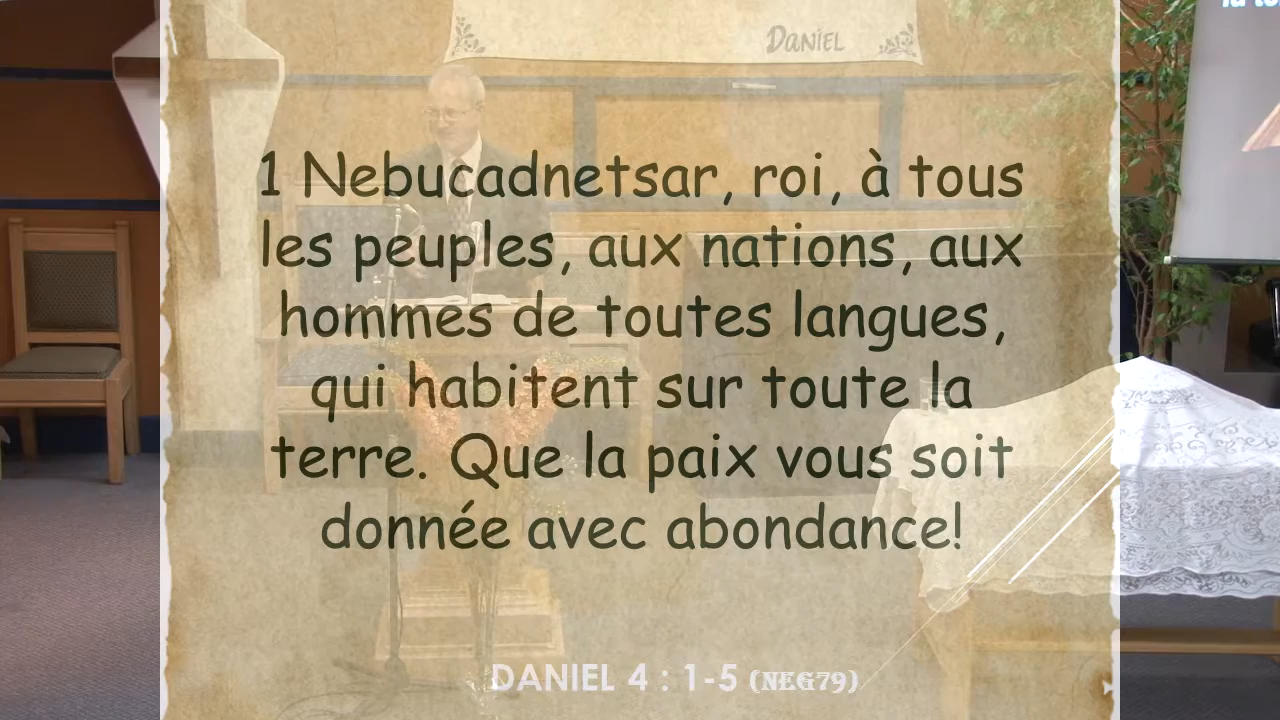 DANIEL
1 Nebucadnetsar, roi, à tous
les peuples, aux nations, aux
hommes de toutes langues,
qui habitent sur toute la
terre. Que la paix vous soit
donnée avec abondance!
DANIEL 4 : 1-5 (NEG79)